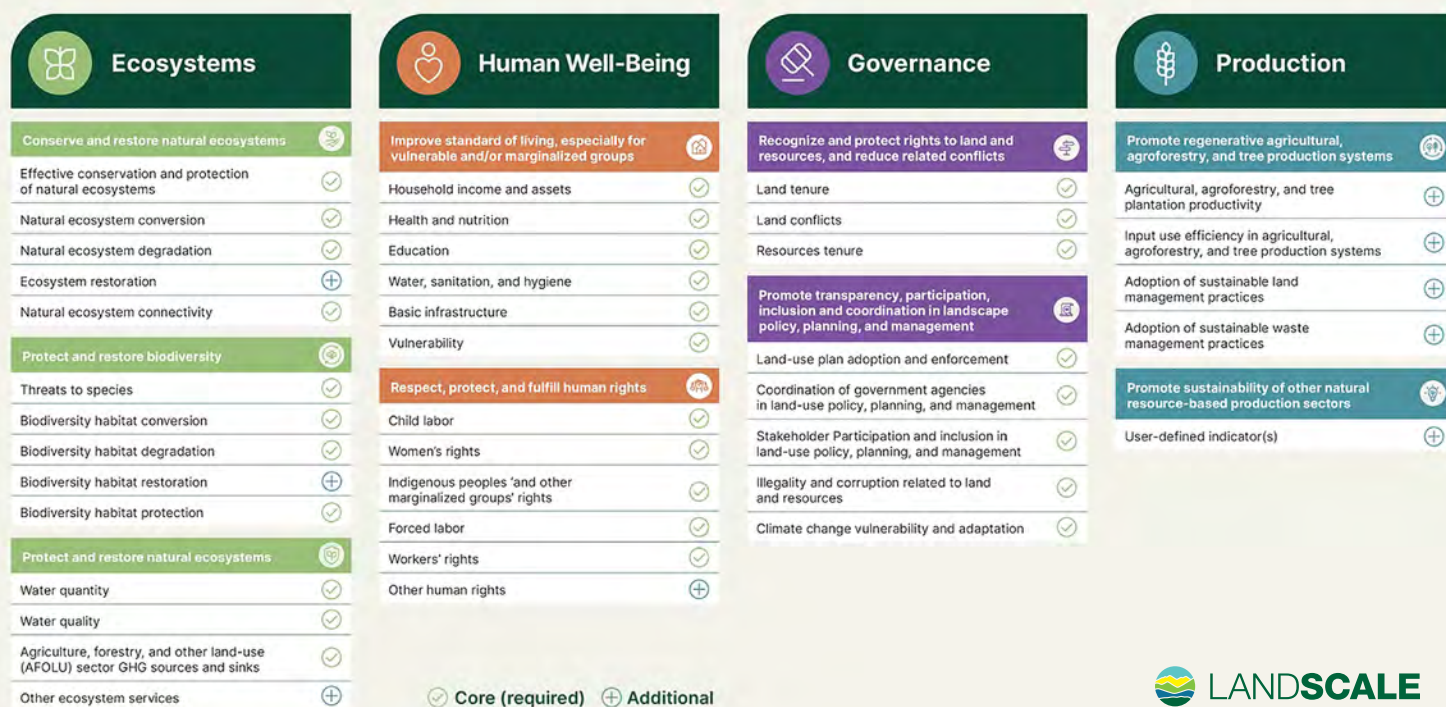 Ecosystems
Conserve and restore natural ecosystems
Effective conservation and protection
of natural ecosystems
Natural ecosystem conversion
Natural ecosystem degradation
Ecosystem restoration
Natural ecosystem connectivity
Protect and restore biodiversity
Threats to species
Biodiversity habitat conversion
Biodiversity habitat degradation
Biodiversity habitat restoration
Biodiversity habitat protection
Protect and restore natural ecosystems
Water quantity
Water quality
Agriculture, forestry, and other land-use
(AFOLU) sector GHG sources and sinks
Other ecosystem services
Human Well-Being
Improve standard of living, especially for
vulnerable and/or marginalized groups
Household income and assets
Health and nutrition
Education
Water, sanitation, and hygiene
Basic infrastructure
Vulnerability
Respect, protect, and fulfill human rights
Child labor
Women's rights
Indigenous peoples 'and other
marginalized groups' rights
Forced labor
Workers' rights
Other human rights
Governance
Recognize and protect rights to land and
resources, and reduce related conflicts
Land tenure
Land conflicts
Resources tenure
Promote transparency, participation,
inclusion and coordination in landscape
policy, planning, and management
Land-use plan adoption and enforcement
Coordination of government agencies
in land-use policy, planning, and management
Stakeholder Participation and inclusion in
land-use policy, planning, and management
Illegality and corruption related to land
and resources
Climate change vulnerability and adaptation
Production
Promote regenerative agricultural,
agroforestry, and tree production systems
Agricultural, agroforestry, and tree
plantation productivity
Input use efficiency in agricultural,
agroforestry, and tree production systems
Adoption of sustainable land
management practices
Adoption of sustainable waste
management practices
Promote sustainability of other natural
resource-based production sectors
User-defined indicator(s)
Core (required) Additional
LANDSCALE